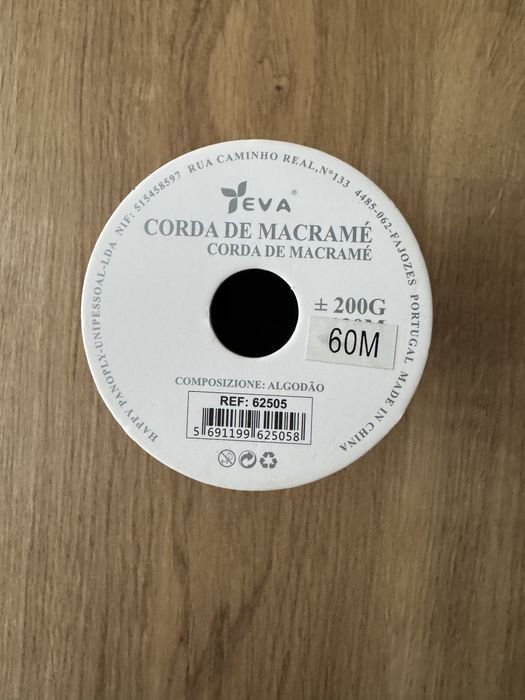 HAPPY PANOPLY-UNIPESSOAL-LDA NIF: 515458597 RUA CAMINHO REAL,Nº133 4485-062-FAJOZES PORTUGAL MADE IN CHINA
EVA®
CORDA DE MACRAMÉ
CORDA DE MACRAMÉ
± 200G
60M
COMPOSIZIONE: ALGODÃO
REF: 62505
5 691199 625058